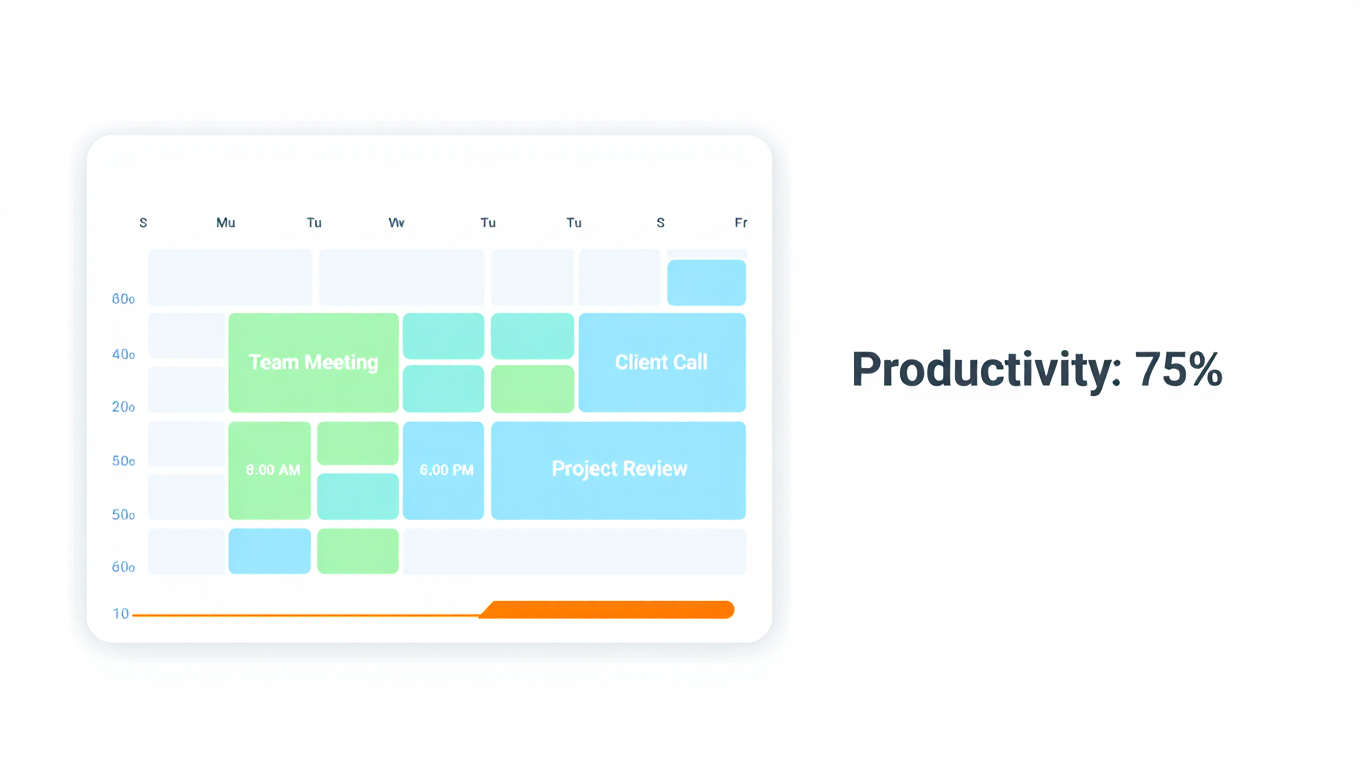 S Mu Tu Wv Tu Tu S Fr
60o
40o
Team Meeting
Client Call
20o
50o
8:00 AM
6.00 PM
Project Review
50o
60o
10
Productivity: 75%